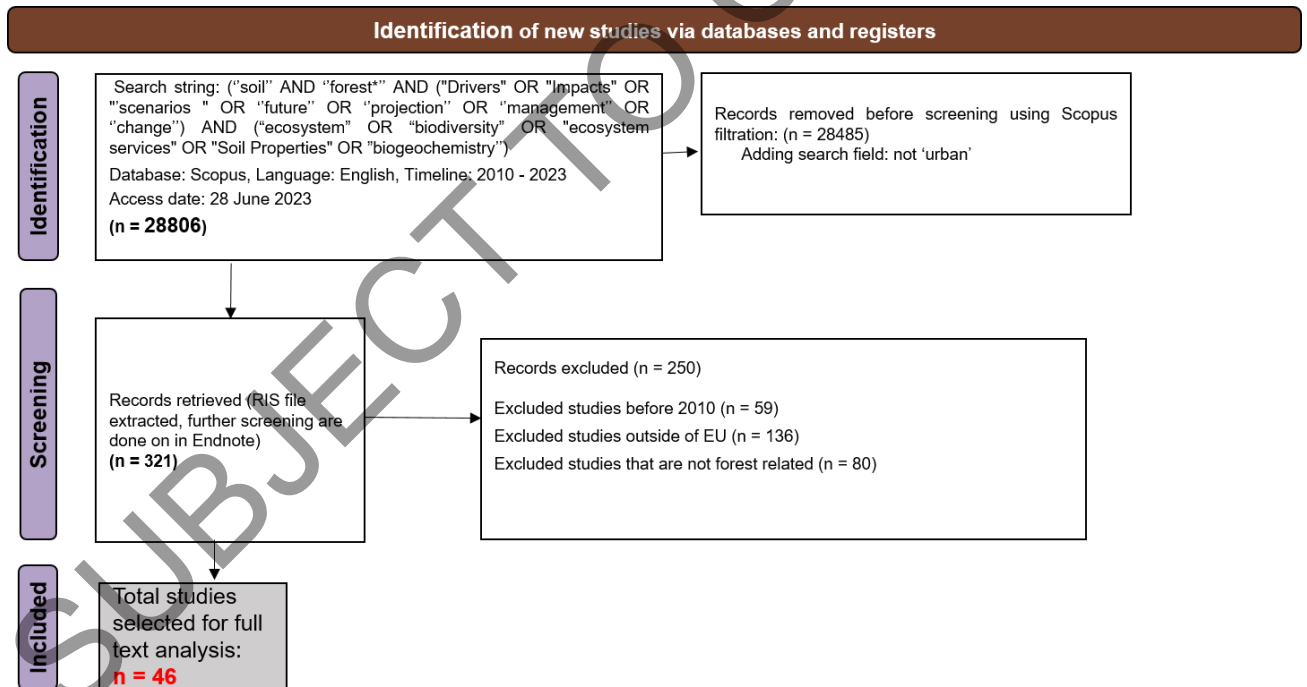 Identification of new studies via databases and registers
Identification
Search string: (‘’soil’’ AND ‘’forest*’’ AND ("Drivers" OR "Impacts" OR
"’scenarios " OR ‘’future’’ OR ‘’projection’’ OR ‘’management’’ OR
‘’change’’) AND (“ecosystem” OR “biodiversity” OR "ecosystem
services" OR "Soil Properties" OR ”biogeochemistry’’)
Database: Scopus, Language: English, Timeline: 2010 - 2023
Access date: 28 June 2023
(n = 28806)
Records removed before screening using Scopus
filtration: (n = 28485)
Adding search field: not ‘urban’
Screening
Records retrieved (RIS file
extracted, further screening are
done on in Endnote)
(n = 321)
Records excluded (n = 250)
Excluded studies before 2010 (n = 59)
Excluded studies outside of EU (n = 136)
Excluded studies that are not forest related (n = 80)
Included
Total studies
selected for full
text analysis:
n = 46
SUBJECT TO